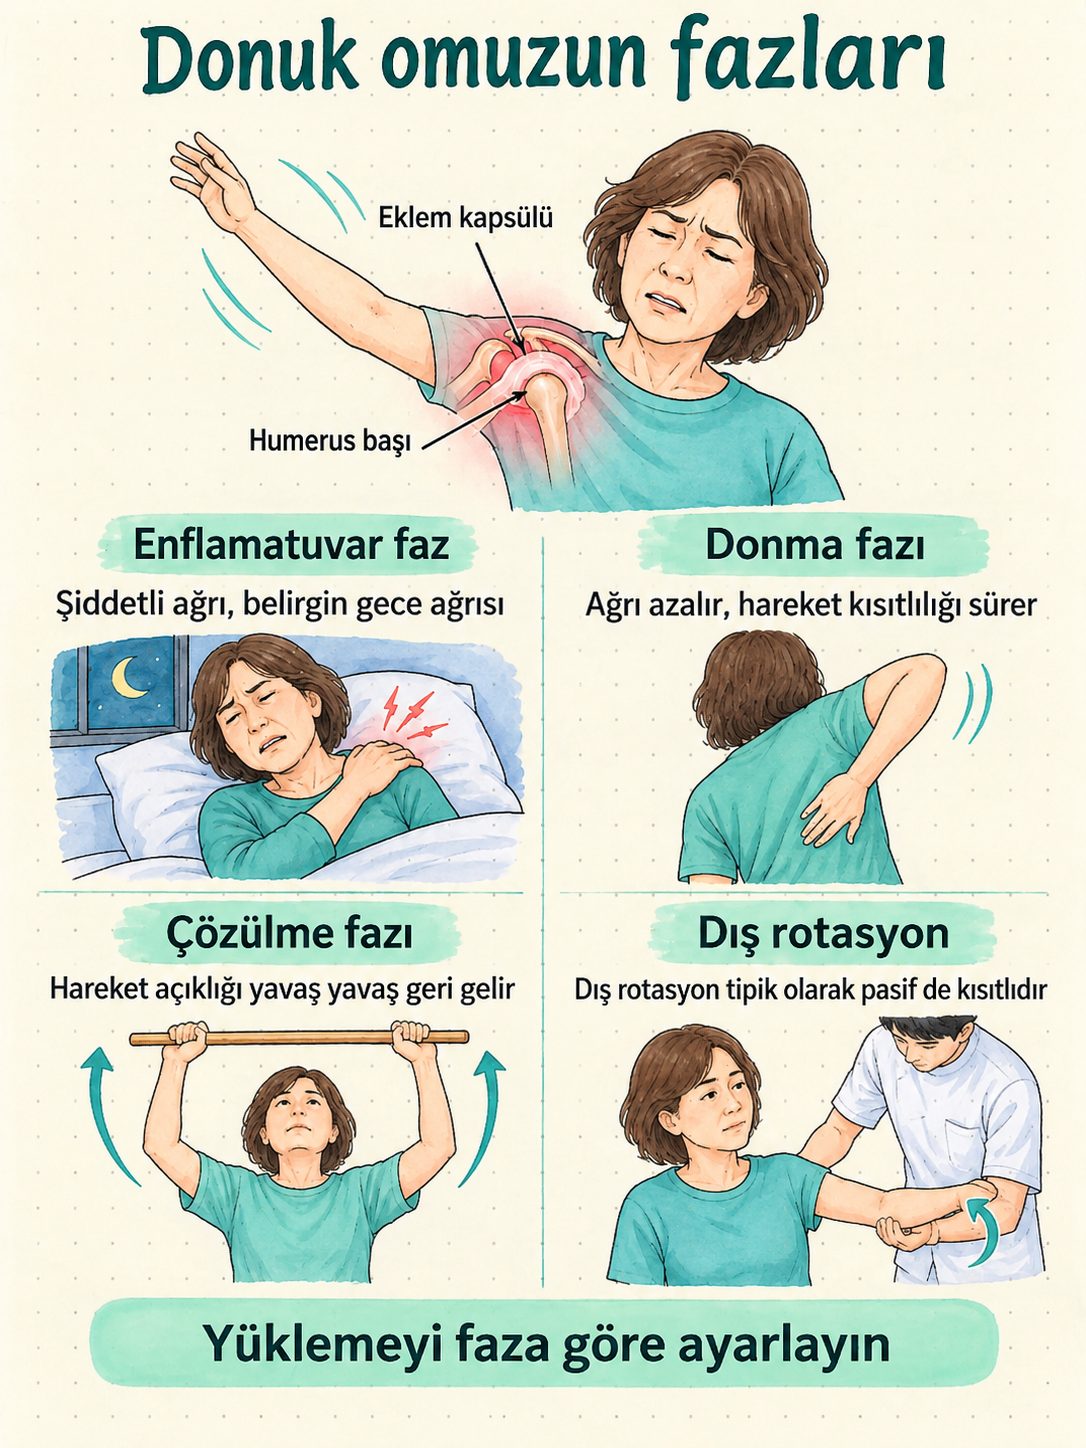 Donuk omuzun fazları
Eklem kapsülü
Humerus başı
Enflamatuvar faz
Şiddetli ağrı, belirgin gece ağrısı
Donma fazı
Ağrı azalır, hareket kısıtlılığı sürer
Çözülme fazı
Hareket açıklığı yavaş yavaş geri gelir
Dış rotasyon
Dış rotasyon tipik olarak pasif de kısıtlıdır
Yüklemeyi faza göre ayarlayın